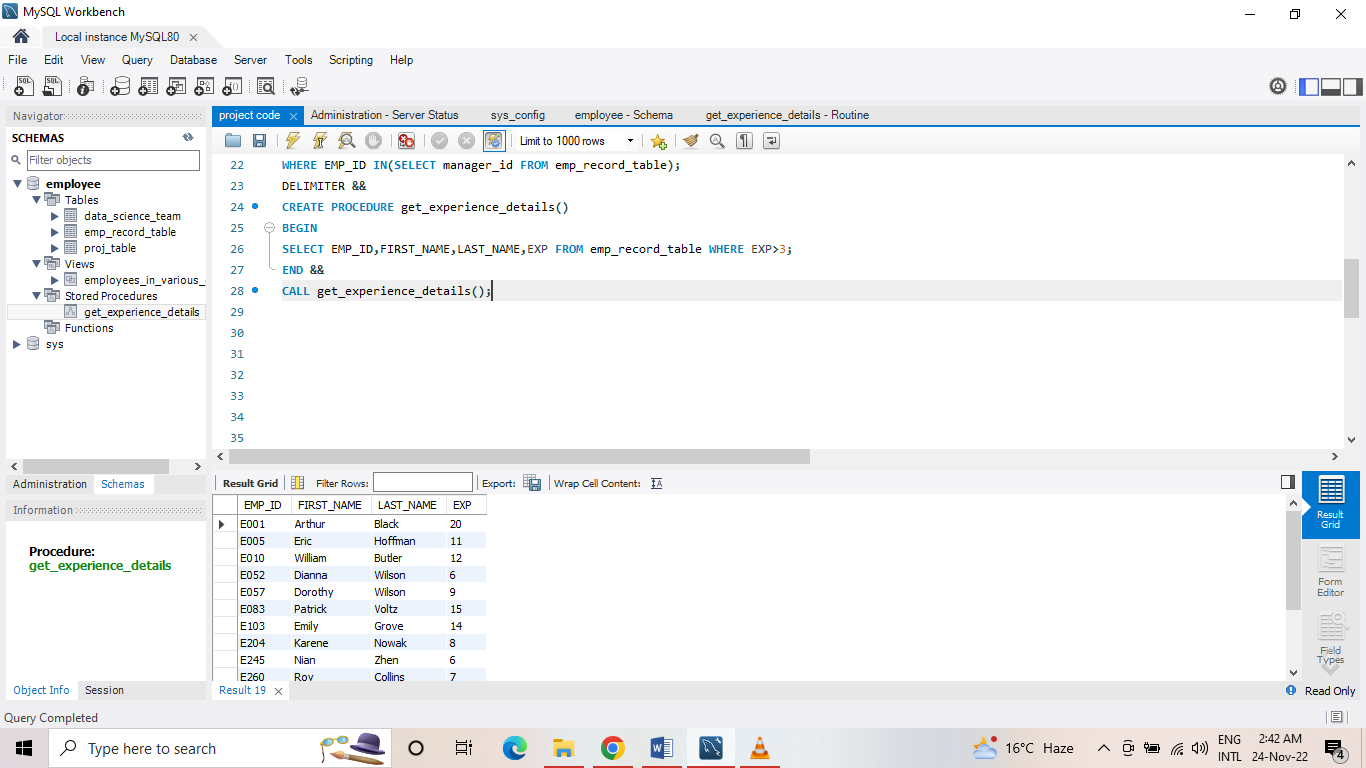 MySQL Workbench
Local instance MySQL80
File Edit View Query Database Server Tools Scripting Help
Navigator
SCHEMAS
Filter objects
employee
Tables
data_science_team
emp_record_table
proj_table
Views
employees_in_various_
Stored Procedures
get_experience_details
Functions
sys
Administration Schemas
Information
Procedure:
get_experience_details
Object Info Session
project code Administration - Server Status sys_config employee - Schema get_experience_details - Routine
Limit to 1000 rows
22 WHERE EMP_ID IN(SELECT manager_id FROM emp_record_table);
23 DELIMITER &&
24 CREATE PROCEDURE get_experience_details()
25 BEGIN
26 SELECT EMP_ID,FIRST_NAME,LAST_NAME,EXP FROM emp_record_table WHERE EXP>3;
27 END &&
28 CALL get_experience_details();
29
30
31
32
33
34
35
Result Grid Filter Rows: Export: Wrap Cell Content:
EMP_ID FIRST_NAME LAST_NAME EXP
E001 Arthur Black 20
E005 Eric Hoffman 11
E010 William Butler 12
E052 Dianna Wilson 6
E057 Dorothy Wilson 9
E083 Patrick Voltz 15
E103 Emily Grove 14
E204 Karene Nowak 8
E245 Nian Zhen 6
E260 Roy Collins 7
Result Grid
Form Editor
Field Types
Result 19
Read Only
Query Completed
Type here to search
16°C Haze
ENG
INTL
2:42 AM
24-Nov-22
4